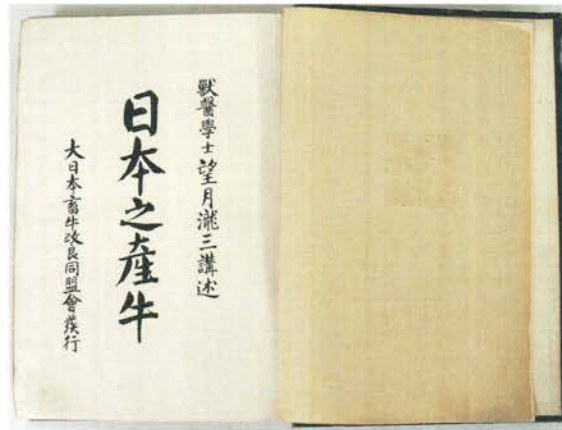 獸醫學士望月瀧三講述
日本之產牛
大日本畜牛改良同盟會發行